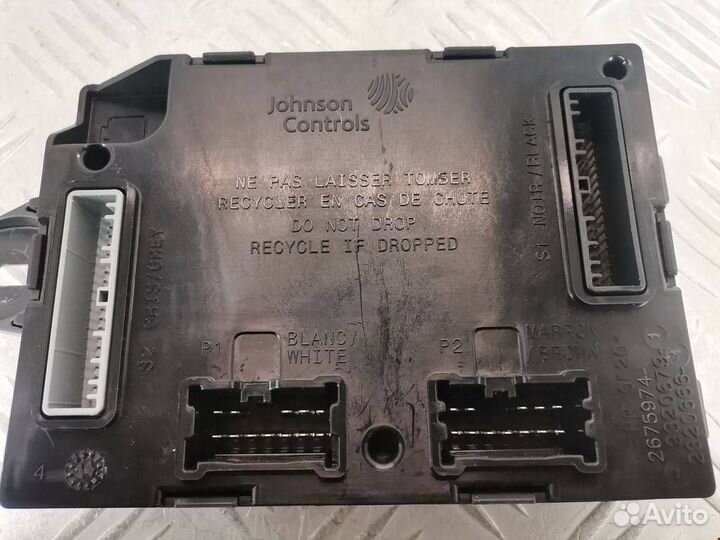 Johnson
Controls
NE PAS LAISSER TOMBER
RECYCLER EN CAS DE CHUTE
DO NOT DROP
RECYCLE IF DROPPED
S1 NOIR/BLACK
S2 GRIS/GREY
P1
BLANC/
WHITE
P2
MARRON
/BROWN
2675974
4
Avito